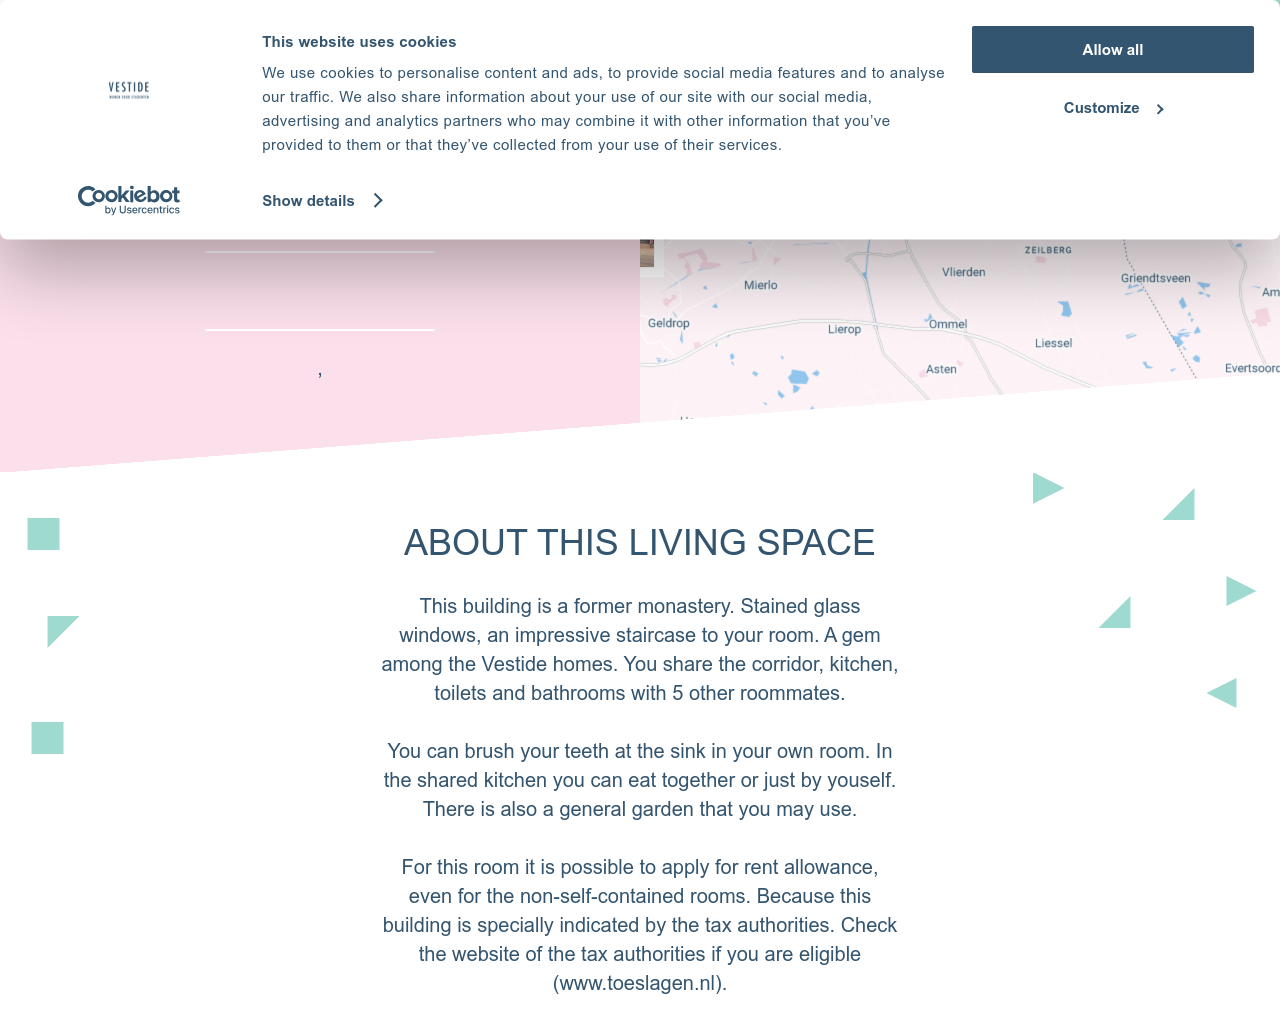 This website uses cookies
We use cookies to personalise content and ads, to provide social media features and to analyse
our traffic. We also share information about your use of our site with our social media,
advertising and analytics partners who may combine it with other information that you’ve
provided to them or that they’ve collected from your use of their services.
Show details
Allow all
Customize
VESTIDE
Cookiebot
by Usercentrics
ZEILBERG
Vlierden
Griendtsveen
Mierlo
Am
Geldrop
Lierop
Ommel
Liessel
Asten
Evertsoord
,
ABOUT THIS LIVING SPACE
This building is a former monastery. Stained glass
windows, an impressive staircase to your room. A gem
among the Vestide homes. You share the corridor, kitchen,
toilets and bathrooms with 5 other roommates.
You can brush your teeth at the sink in your own room. In
the shared kitchen you can eat together or just by youself.
There is also a general garden that you may use.
For this room it is possible to apply for rent allowance,
even for the non-self-contained rooms. Because this
building is specially indicated by the tax authorities. Check
the website of the tax authorities if you are eligible
(www.toeslagen.nl).